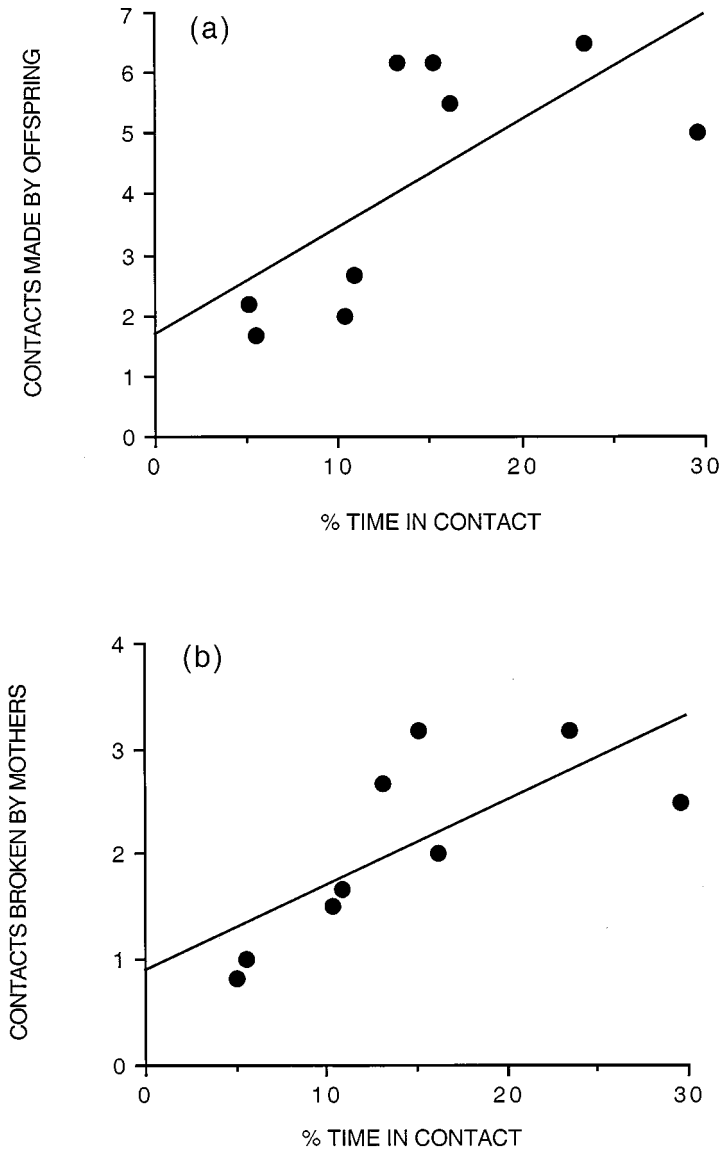 (a)
CONTACTS MADE BY OFFSPRING
7
6
5
4
3
2
1
0
0 10 20 30
% TIME IN CONTACT
(b)
CONTACTS BROKEN BY MOTHERS
4
3
2
1
0
0 10 20 30
% TIME IN CONTACT